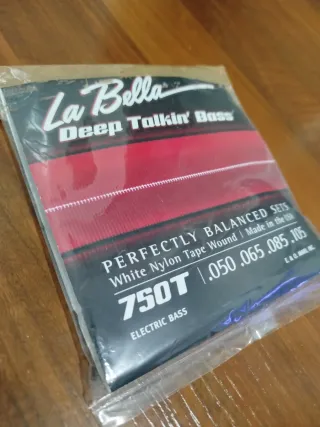 La Bella
Deep Talkin' Bass
PERFECTLY BALANCED SETS
White Nylon Tape Wound | Made in the USA
750T | .050 .065 .085 .105
ELECTRIC BASS